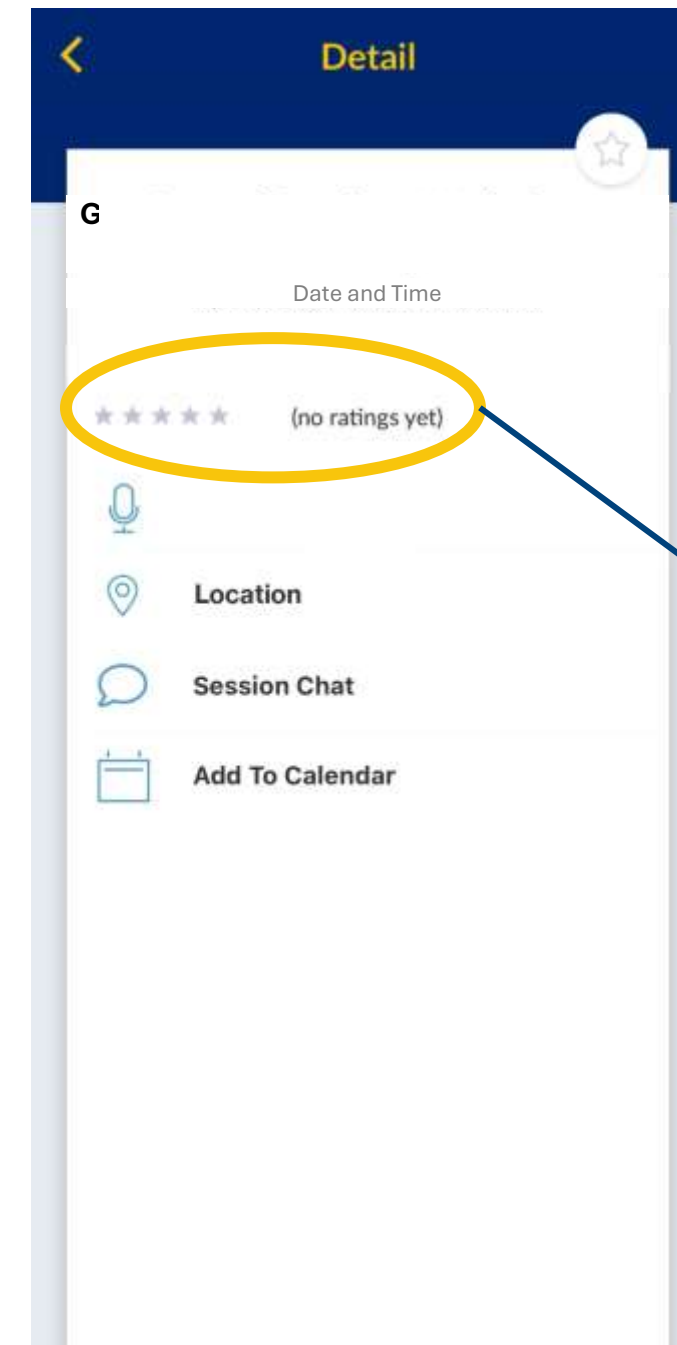 Detail
G
Date and Time
(no ratings yet)
Location
Session Chat
Add To Calendar